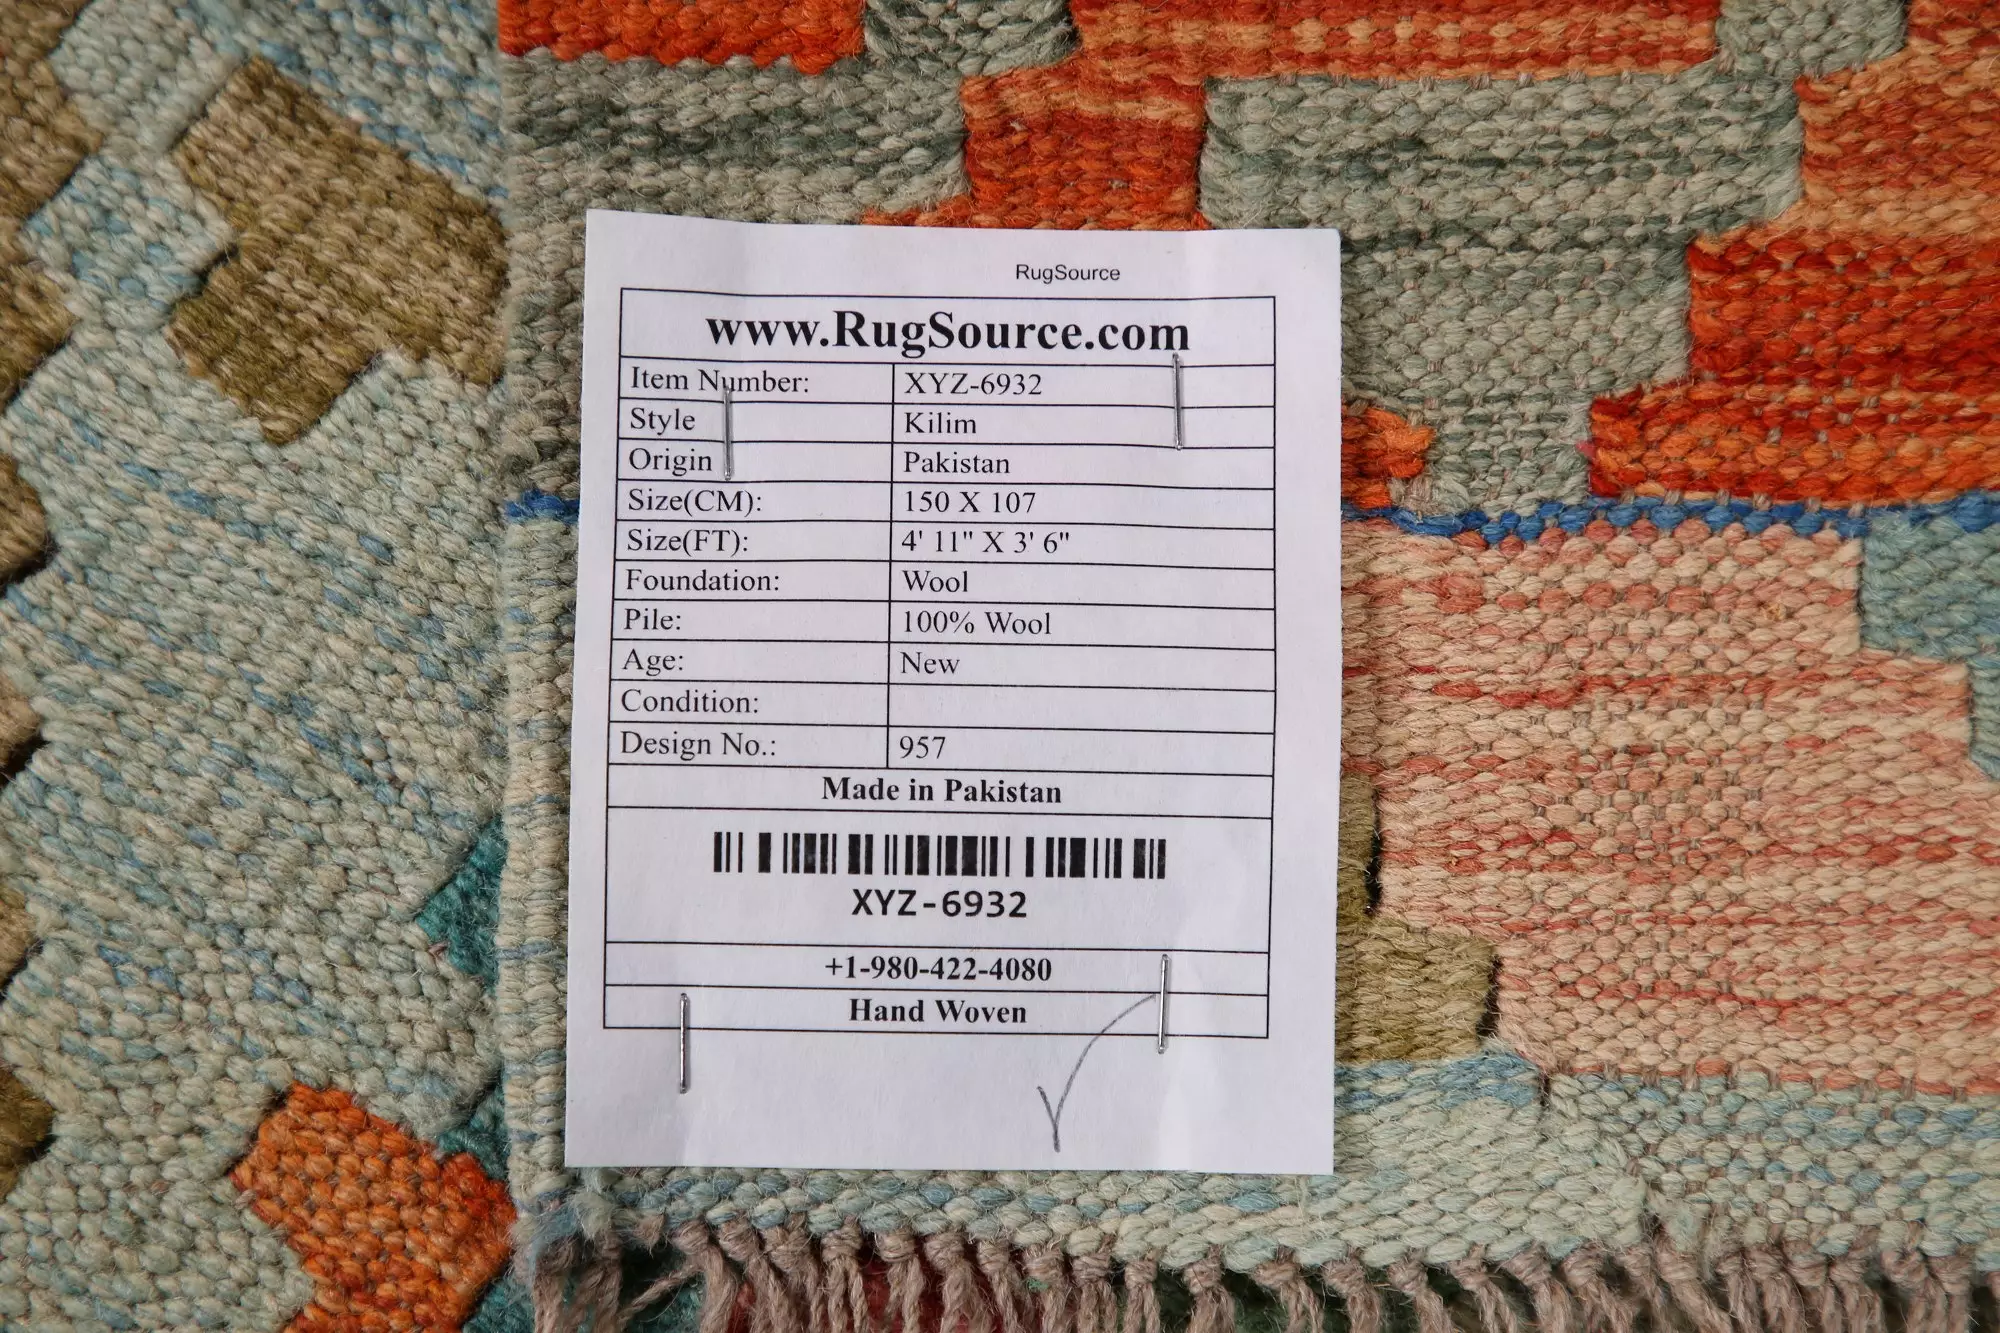 RugSource
www.RugSource.com
Item Number: XYZ-6932
Style Kilim
Origin Pakistan
Size(CM): 150 X 107
Size(FT): 4' 11" X 3' 6"
Foundation: Wool
Pile: 100% Wool
Age: New
Condition:
Design No.: 957
Made in Pakistan
XYZ-6932
+1-980-422-4080
Hand Woven